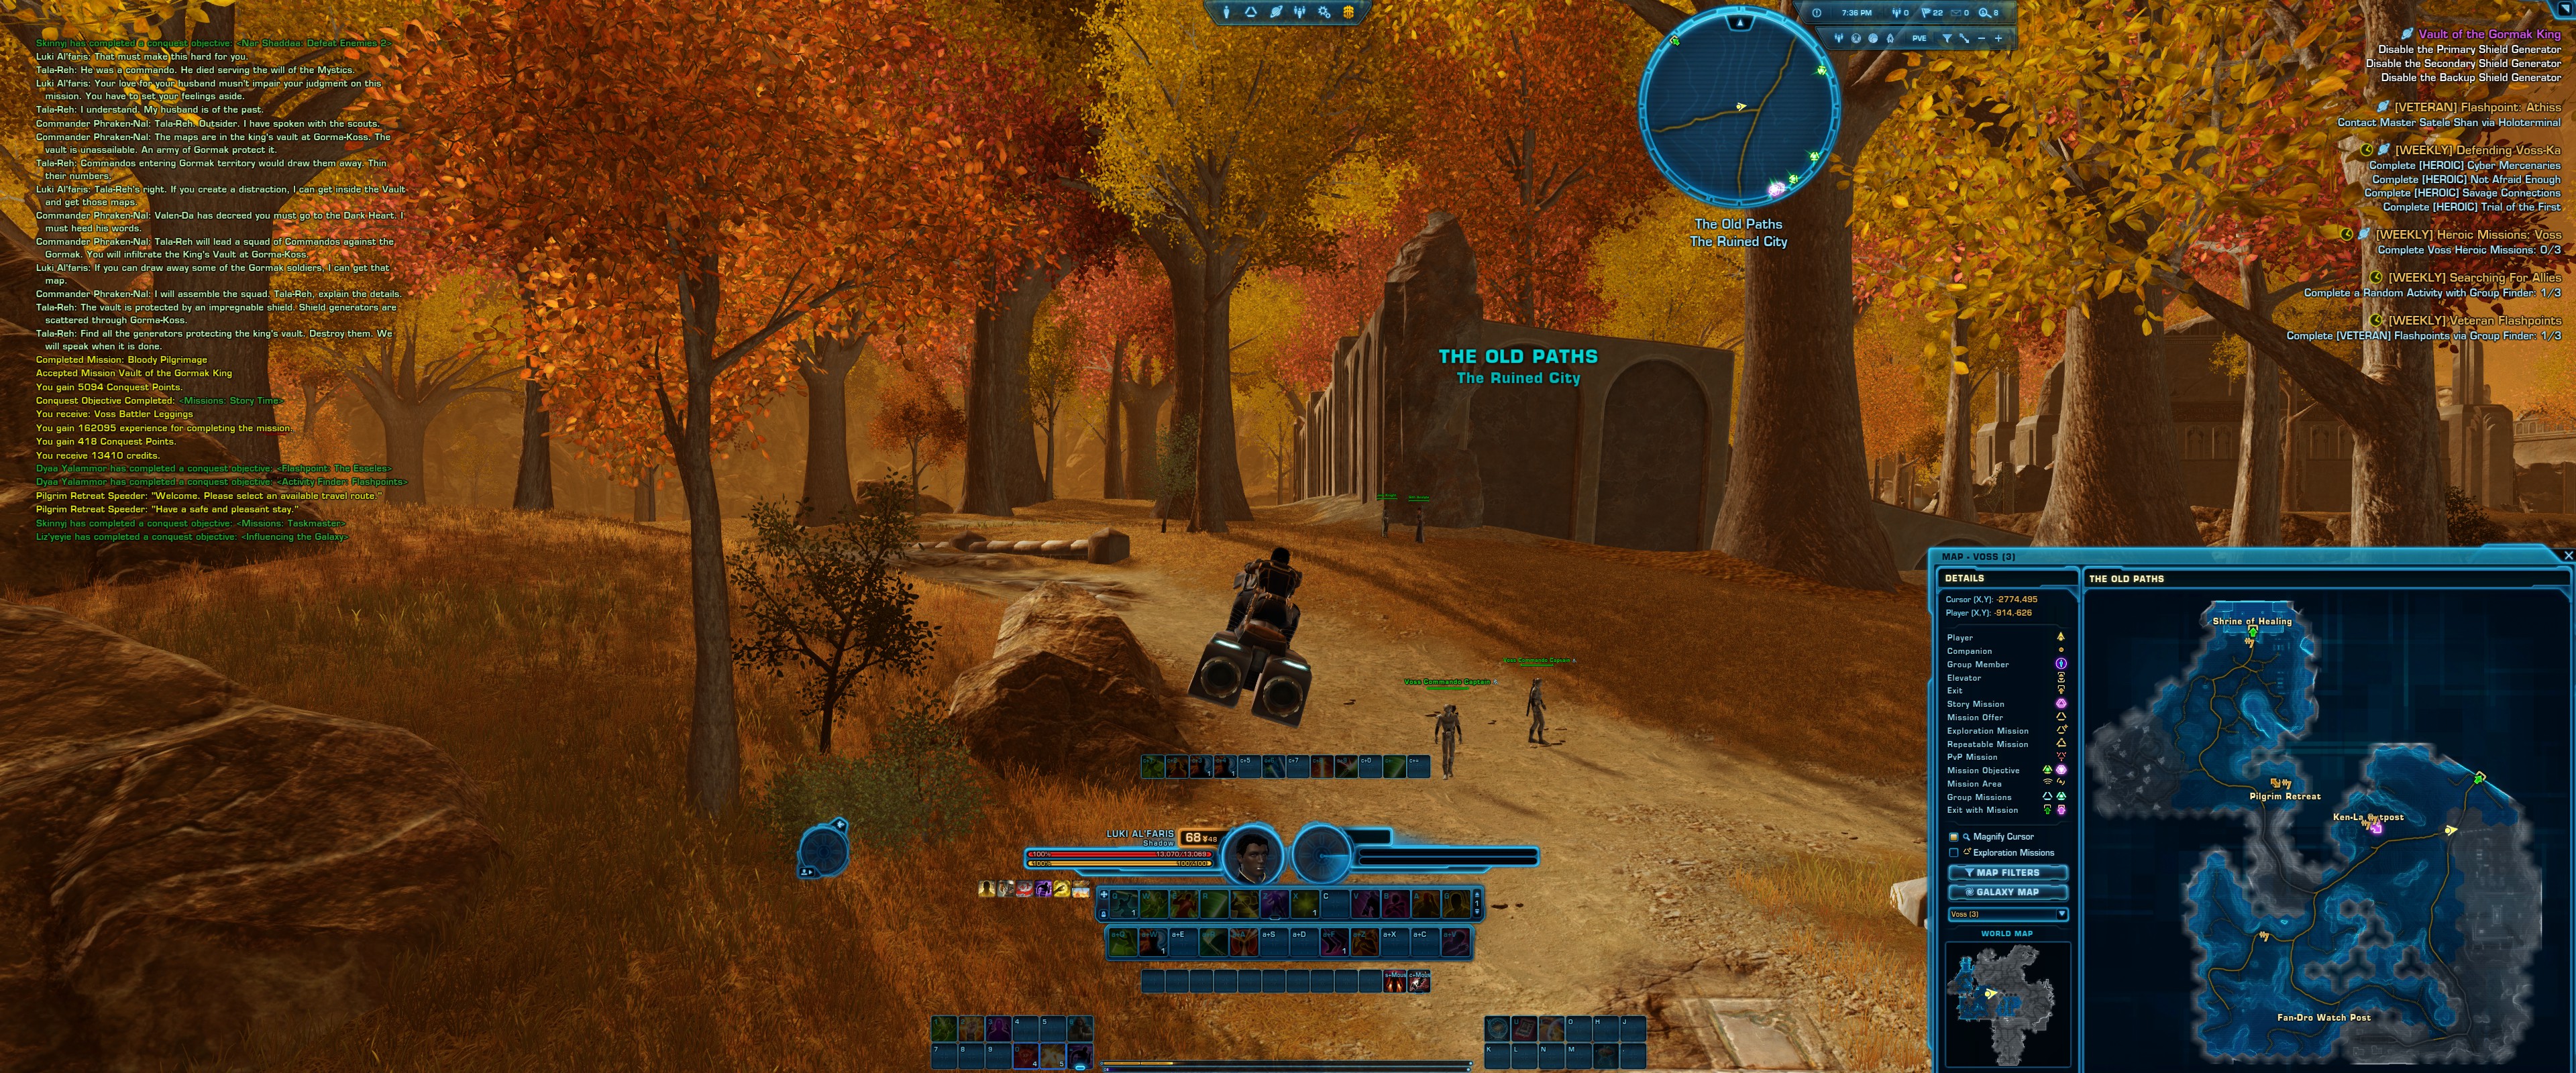 Skinnyj has completed a conquest objective: <Nar Shaddaa: Defeat Enemies 2>
Luki Al'faris: That must make this hard for you.
Tala-Reh: He was a commando. He died serving the will of the Mystics.
Luki Al'faris: Your love for your husband musn't impair your judgment on this
mission. You have to set your feelings aside.
Tala-Reh: I understand. My husband is of the past.
Commander Phraken-Nal: Tala-Reh. Outsider. I have spoken with the scouts.
Commander Phraken-Nal: The maps are in the king's vault at Gorma-Koss. The
vault is unassailable. An army of Gormak protect it.
Tala-Reh: Commandos entering Gormak territory would draw them away. Thin
their numbers.
Luki Al'faris: Tala-Reh's right. If you create a distraction, I can get inside the Vault
and get those maps.
Commander Phraken-Nal: Valen-Da has decreed you must go to the Dark Heart. I
must heed his words.
Commander Phraken-Nal: Tala-Reh will lead a squad of Commandos against the
Gormak. You will infiltrate the King's Vault at Gorma-Koss.
Luki Al'faris: If you can draw away some of the Gormak soldiers, I can get that
map.
Commander Phraken-Nal: I will assemble the squad. Tala-Reh, explain the details.
Tala-Reh: The vault is protected by an impregnable shield. Shield generators are
scattered through Gorma-Koss.
Tala-Reh: Find all the generators protecting the king's vault. Destroy them. We
will speak when it is done.
Completed Mission: Bloody Pilgrimage
Accepted Mission Vault of the Gormak King
You gain 5094 Conquest Points.
Conquest Objective Completed: <Missions: Story Time>
You receive: Voss Battler Leggings
You gain 162095 experience for completing the mission.
You gain 418 Conquest Points.
You receive 13410 credits.
Dyaa Yalammor has completed a conquest objective: <Flashpoint: The Esseles>
Dyaa Yalammor has completed a conquest objective: <Activity Finder: Flashpoints>
Pilgrim Retreat Speeder: "Welcome. Please select an available travel route."
Pilgrim Retreat Speeder: "Have a safe and pleasant stay."
Skinnyj has completed a conquest objective: <Missions: Taskmaster>
Liz'yeyie has completed a conquest objective: <Influencing the Galaxy>
7:36 PM
0
22
0
8
PVE
The Old Paths
The Ruined City
THE OLD PATHS
The Ruined City
Vault of the Gormak King
Disable the Primary Shield Generator
Disable the Secondary Shield Generator
Disable the Backup Shield Generator
[VETERAN] Flashpoint: Athiss
Contact Master Satele Shan via Holoterminal
[WEEKLY] Defending Voss-Ka
Complete [HEROIC] Cyber Mercenaries
Complete [HEROIC] Not Afraid Enough
Complete [HEROIC] Savage Connections
Complete [HEROIC] Trial of the First
[WEEKLY] Heroic Missions: Voss
Complete Voss Heroic Missions: 0/3
[WEEKLY] Searching For Allies
Complete a Random Activity with Group Finder: 1/3
[WEEKLY] Veteran Flashpoints
Complete [VETERAN] Flashpoints via Group Finder: 1/3
Voss Commando Captain
Voss Commando Captain
LUKI AL'FARIS
Shadow
68
48
100%
13,070/13,069
100%
100/100
c+5
c+7
c+0
R
C
V
1
a+E
a+S
a+D
a+X
a+C
4
5
7
8
9
O
H
J
K
L
N
M
MAP - VOSS (3)
DETAILS
Cursor (X,Y): -2774,495
Player (X,Y): -914,-626
Player
Companion
Group Member
Elevator
Exit
Story Mission
Mission Offer
Exploration Mission
Repeatable Mission
PvP Mission
Mission Objective
Mission Area
Group Missions
Exit with Mission
Magnify Cursor
Exploration Missions
MAP FILTERS
GALAXY MAP
Voss (3)
WORLD MAP
THE OLD PATHS
Shrine of Healing
Pilgrim Retreat
Ken-La Outpost
Fan-Dro Watch Post